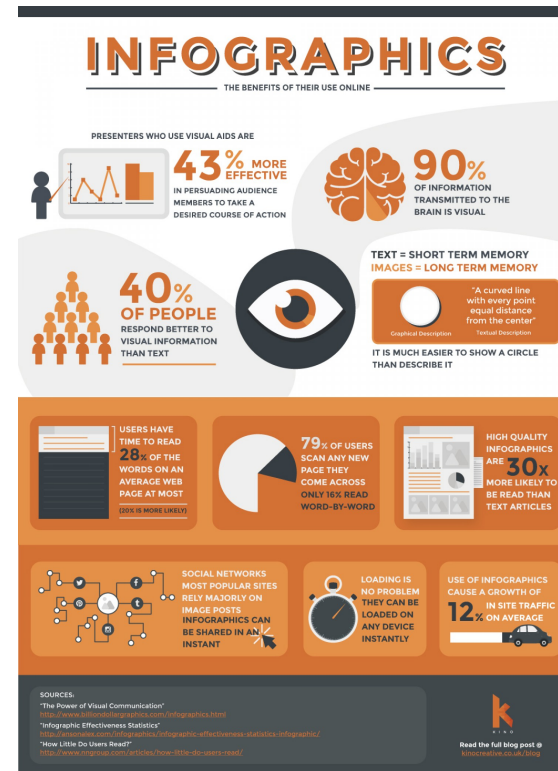 INFOGRAPHICS
THE BENEFITS OF THEIR USE ONLINE
PRESENTERS WHO USE VISUAL AIDS ARE
43% MORE
EFFECTIVE
IN PERSUADING AUDIENCE
MEMBERS TO TAKE A
DESIRED COURSE OF ACTION
90%
OF INFORMATION
TRANSMITTED TO THE
BRAIN IS VISUAL
40%
OF PEOPLE
RESPOND BETTER TO
VISUAL INFORMATION
THAN TEXT
TEXT = SHORT TERM MEMORY
IMAGES = LONG TERM MEMORY
Graphical Description
"A curved line
with every point
equal distance
from the center"
Textual Description
IT IS MUCH EASIER TO SHOW A CIRCLE
THAN DESCRIBE IT
USERS HAVE
TIME TO READ
28% OF THE
WORDS ON AN
AVERAGE WEB
PAGE AT MOST
(20% IS MORE LIKELY)
79% OF USERS
SCAN ANY NEW
PAGE THEY
COME ACROSS
ONLY 16% READ
WORD-BY-WORD
HIGH QUALITY
INFOGRAPHICS
ARE 30x
MORE LIKELY TO
BE READ THAN
TEXT ARTICLES
SOCIAL NETWORKS
MOST POPULAR SITES
RELY MAJORLY ON
IMAGE POSTS
INFOGRAPHICS CAN
BE SHARED IN AN
INSTANT
LOADING IS
NO PROBLEM
THEY CAN BE
LOADED ON
ANY DEVICE
INSTANTLY
USE OF INFOGRAPHICS
CAUSE A GROWTH OF
12% IN SITE TRAFFIC
ON AVERAGE
SOURCES:
"The Power of Visual Communication"
http://www.billiondollargraphics.com/infographics.html
"Infographic Effectiveness Statistics"
http://ansonalex.com/infographics/infographic-effectiveness-statistics-infographic/
"How Little Do Users Read?"
http://www.nngroup.com/articles/how-little-do-users-read/
k
KINO
Read the full blog post @
kinocreative.co.uk/blog